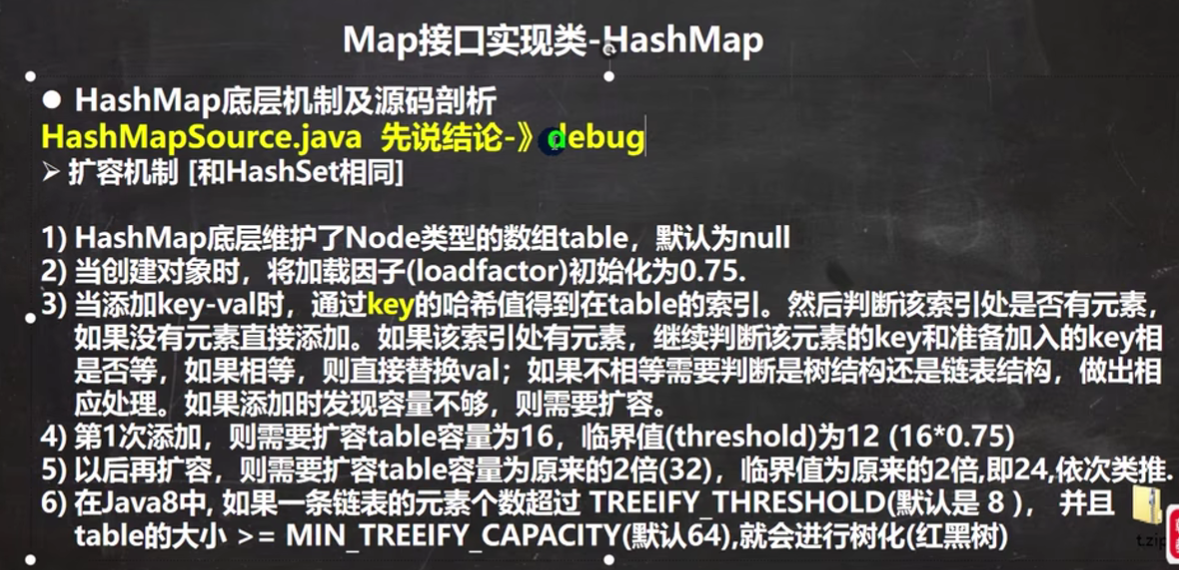 Map接口实现类-HashMap
● HashMap底层机制及源码剖析
HashMapSource.java 先说结论-》debug
➢ 扩容机制 [和HashSet相同]
1) HashMap底层维护了Node类型的数组table，默认为null
2) 当创建对象时，将加载因子(loadfactor)初始化为0.75.
3) 当添加key-val时，通过key的哈希值得到在table的索引。然后判断该索引处是否有元素，
如果没有元素直接添加。如果该索引处有元素，继续判断该元素的key和准备加入的key相
是否等，如果相等，则直接替换val；如果不相等需要判断是树结构还是链表结构，做出相
应处理。如果添加时发现容量不够，则需要扩容。
4) 第1次添加，则需要扩容table容量为16，临界值(threshold)为12 (16*0.75)
5) 以后再扩容，则需要扩容table容量为原来的2倍(32)，临界值为原来的2倍,即24,依次类推.
6) 在Java8中, 如果一条链表的元素个数超过 TREEIFY_THRESHOLD(默认是 8 )， 并且
table的大小 >= MIN_TREEIFY_CAPACITY(默认64),就会进行树化(红黑树)
t.zip